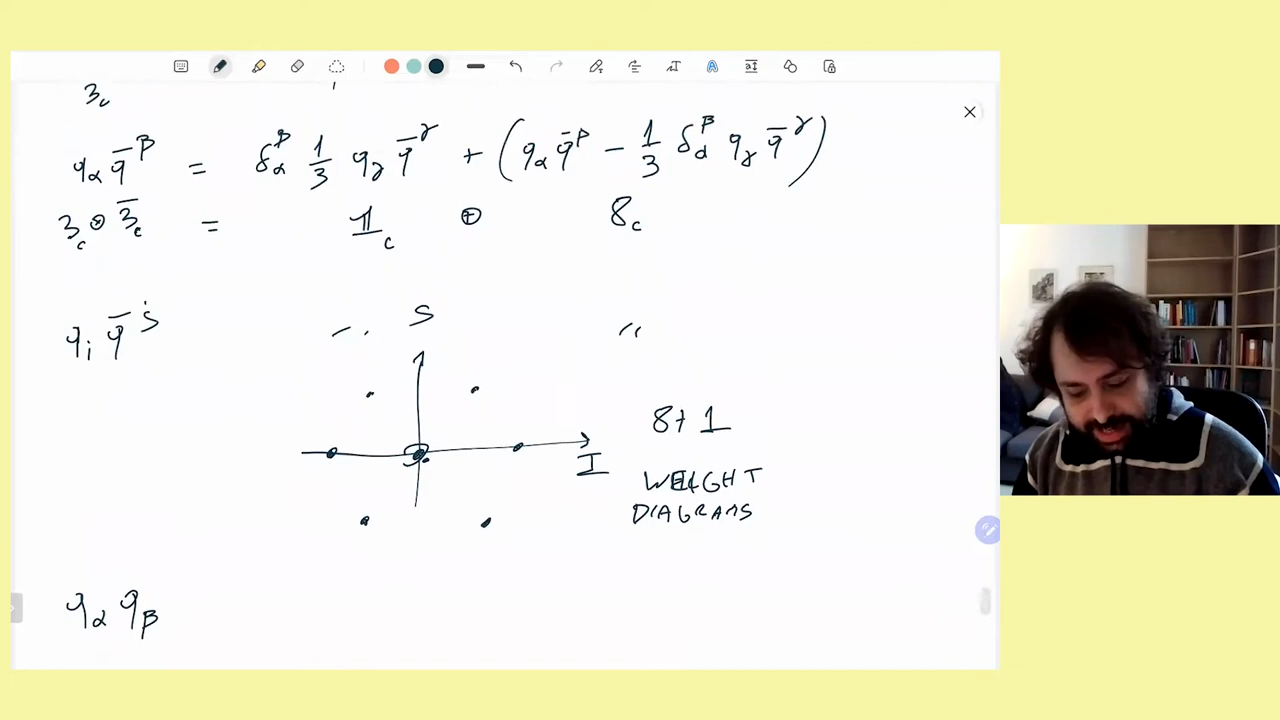 3c
qα q̄^β = δα^β 1/3 qγ q̄^γ + (qα q̄^β − 1/3 δα^β qγ q̄^γ)
3c ⊗ 3̄c = 𝟙c ⊕ 8c
qi q̄^j
S
8+1
I
WEIGHT
DIAGRAMS
qα qβ